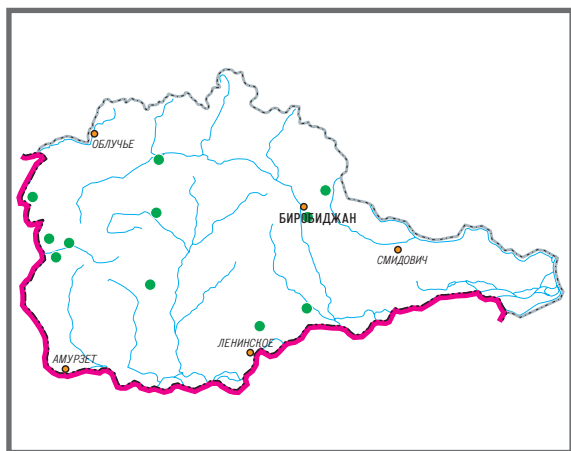 ОБЛУЧЬЕ
БИРОБИДЖАН
СМИДОВИЧ
ЛЕНИНСКОЕ
АМУРЗЕТ